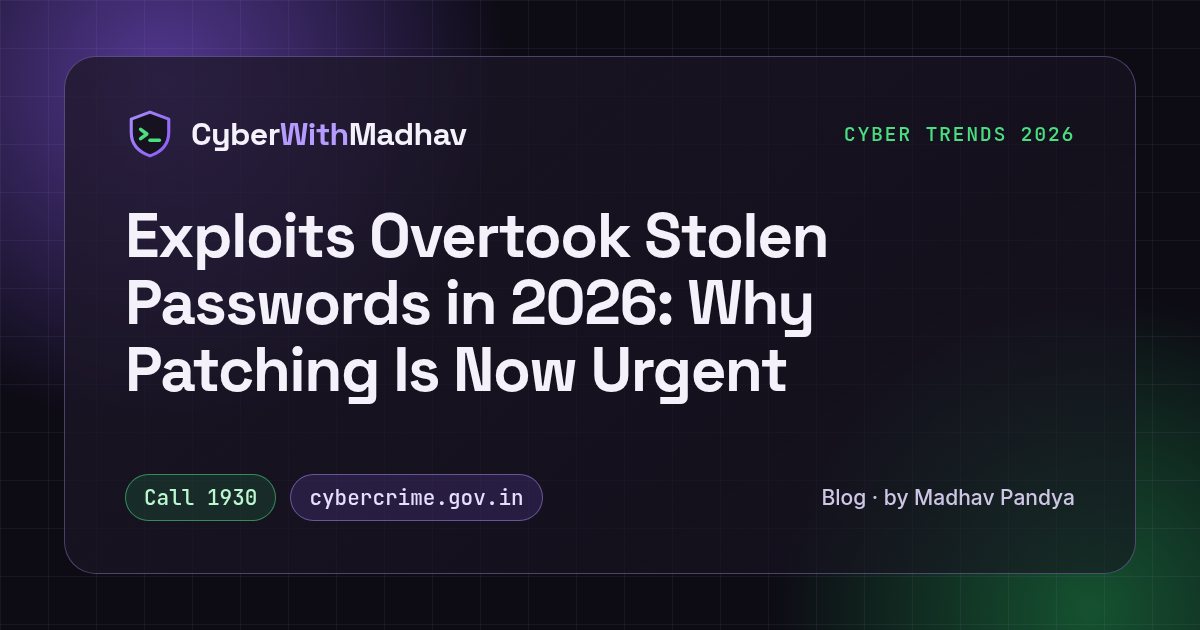 CyberWithMadhav
CYBER TRENDS 2026
Exploits Overtook Stolen
Passwords in 2026: Why
Patching Is Now Urgent
Call 1930
cybercrime.gov.in
Blog · by Madhav Pandya